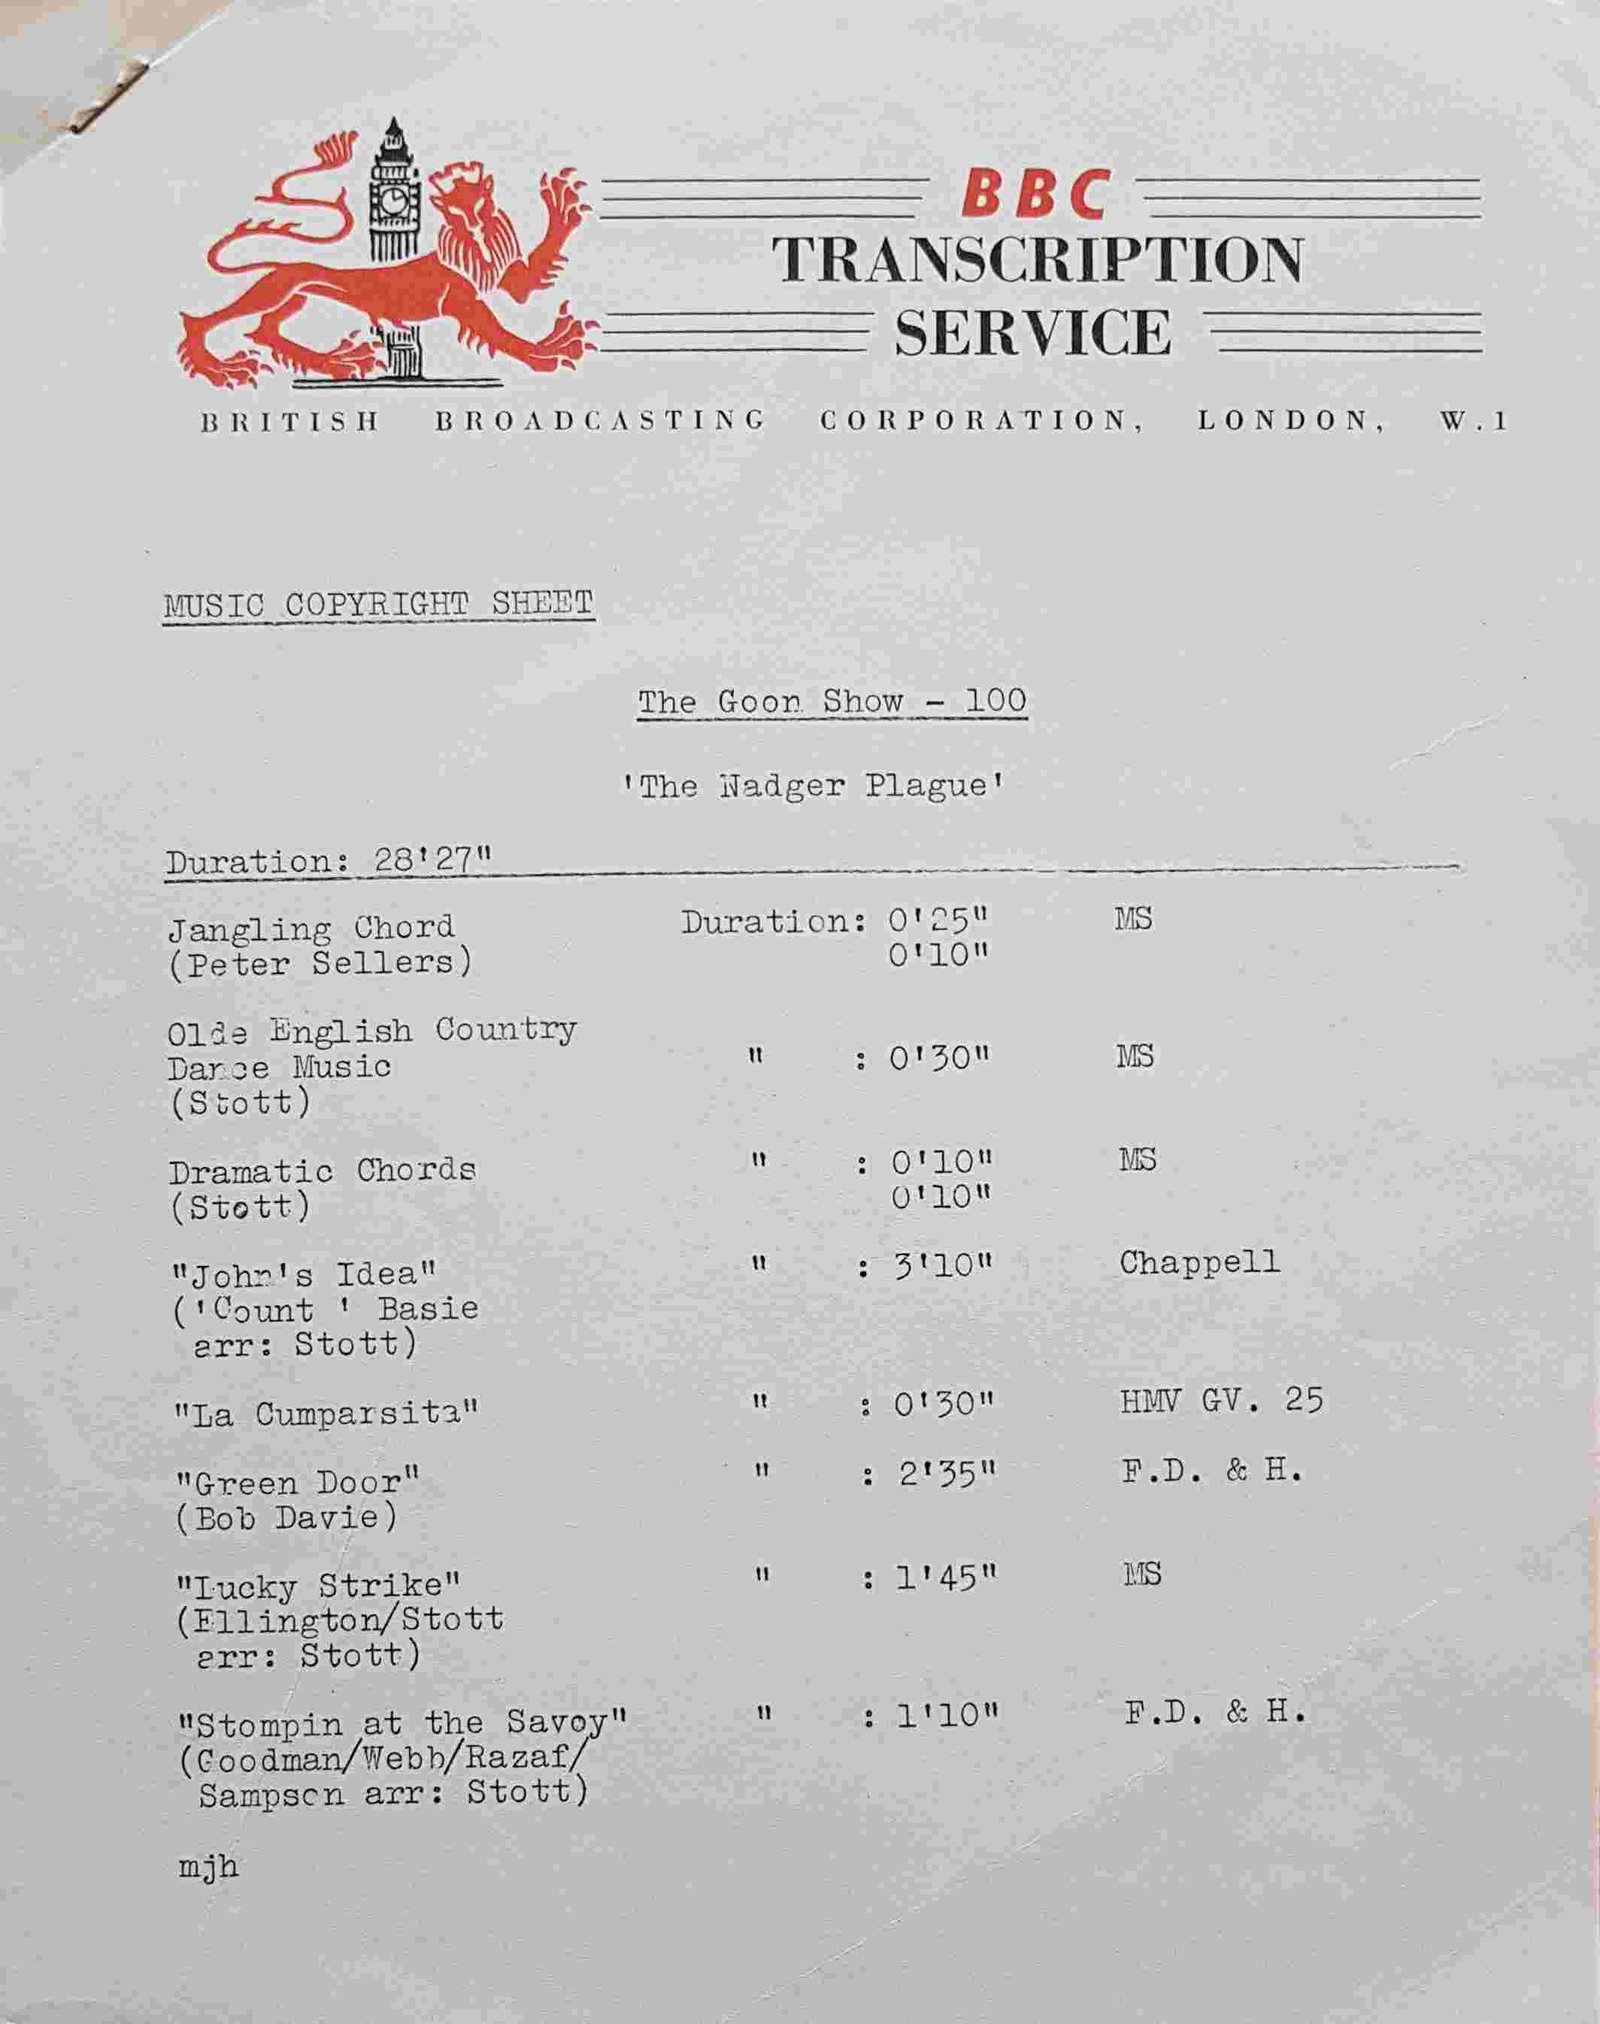 BBC
TRANSCRIPTION
SERVICE
BRITISH BROADCASTING CORPORATION, LONDON, W.1
MUSIC COPYRIGHT SHEET
The Goon Show - 100
'The Nadger Plague'
Duration: 28'27"
Jangling Chord Duration: 0'25" MS
(Peter Sellers) 0'10"
Olde English Country
Dance Music " : 0'30" MS
(Stott)
Dramatic Chords " : 0'10" MS
(Stott) 0'10"
"John's Idea" " : 3'10" Chappell
('Count ' Basie
arr: Stott)
"La Cumparsita" " : 0'30" HMV GV. 25
"Green Door" " : 2'35" F.D. & H.
(Bob Davie)
"Lucky Strike" " : 1'45" MS
(Ellington/Stott
arr: Stott)
"Stompin at the Savoy" " : 1'10" F.D. & H.
(Goodman/Webb/Razaf/
Sampson arr: Stott)
mjh